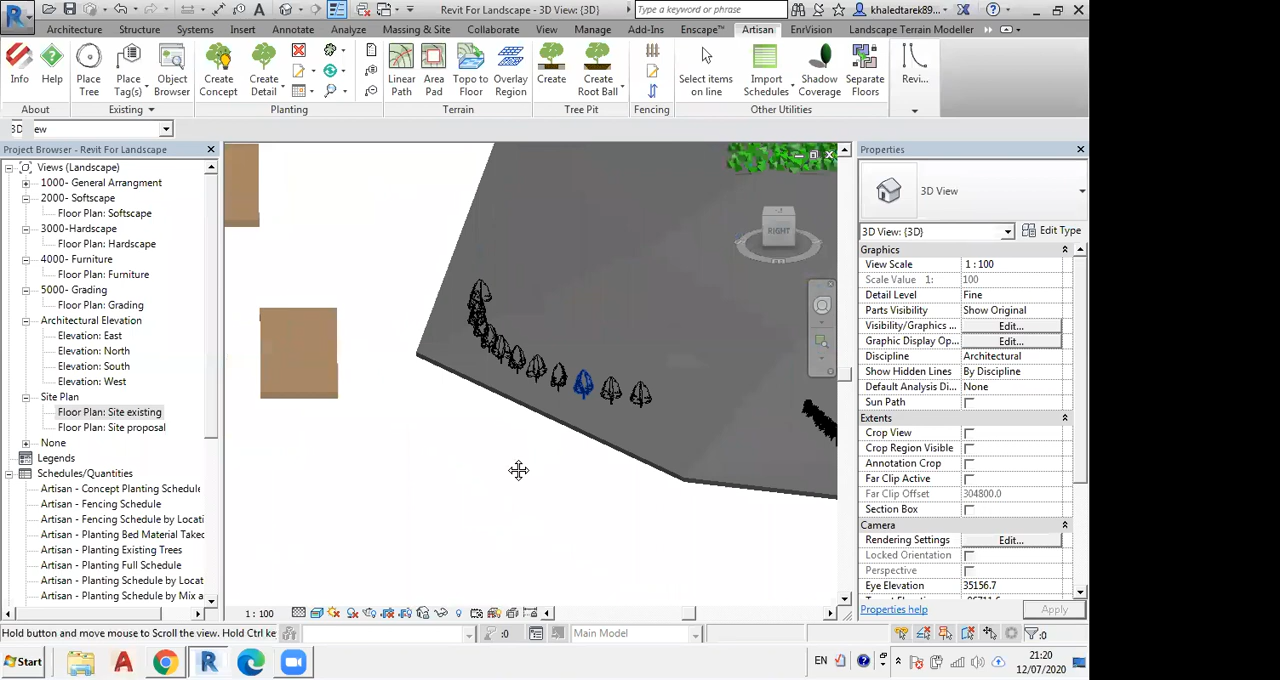 Revit For Landscape - 3D View: {3D}
Type a keyword or phrase
khaledtarek89...
Architecture Structure Systems Insert Annotate Analyze Massing & Site Collaborate View Manage Add-Ins Enscape™ Artisan EnVision Landscape Terrain Modeller
Info Help Place Tree Place Tag(s) Object Browser Create Concept Create Detail Linear Path Area Pad Topo to Floor Overlay Region Create Create Root Ball Select items on line Import Schedules Shadow Coverage Separate Floors Revi...
About Existing Planting Terrain Tree Pit Fencing Other Utilities
3D View
Project Browser - Revit For Landscape
Views (Landscape)
1000- General Arrangment
2000- Softscape
Floor Plan: Softscape
3000-Hardscape
Floor Plan: Hardscape
4000- Furniture
Floor Plan: Furniture
5000- Grading
Floor Plan: Grading
Architectural Elevation
Elevation: East
Elevation: North
Elevation: South
Elevation: West
Site Plan
Floor Plan: Site existing
Floor Plan: Site proposal
None
Legends
Schedules/Quantities
Artisan - Concept Planting Schedule
Artisan - Fencing Schedule
Artisan - Fencing Schedule by Locati
Artisan - Planting Bed Material Takec
Artisan - Planting Existing Trees
Artisan - Planting Full Schedule
Artisan - Planting Schedule by Locat
Artisan - Planting Schedule by Mix a
RIGHT
Properties
3D View
3D View: {3D} Edit Type
Graphics
View Scale 1 : 100
Scale Value 1: 100
Detail Level Fine
Parts Visibility Show Original
Visibility/Graphics ... Edit...
Graphic Display Op... Edit...
Discipline Architectural
Show Hidden Lines By Discipline
Default Analysis Di... None
Sun Path
Extents
Crop View
Crop Region Visible
Annotation Crop
Far Clip Active
Far Clip Offset 304800.0
Section Box
Camera
Rendering Settings Edit...
Locked Orientation
Perspective
Eye Elevation 35156.7
Properties help Apply
1 : 100
Hold button and move mouse to Scroll the view. Hold Ctrl ke
:0 Main Model :0
Start
EN
21:20
12/07/2020